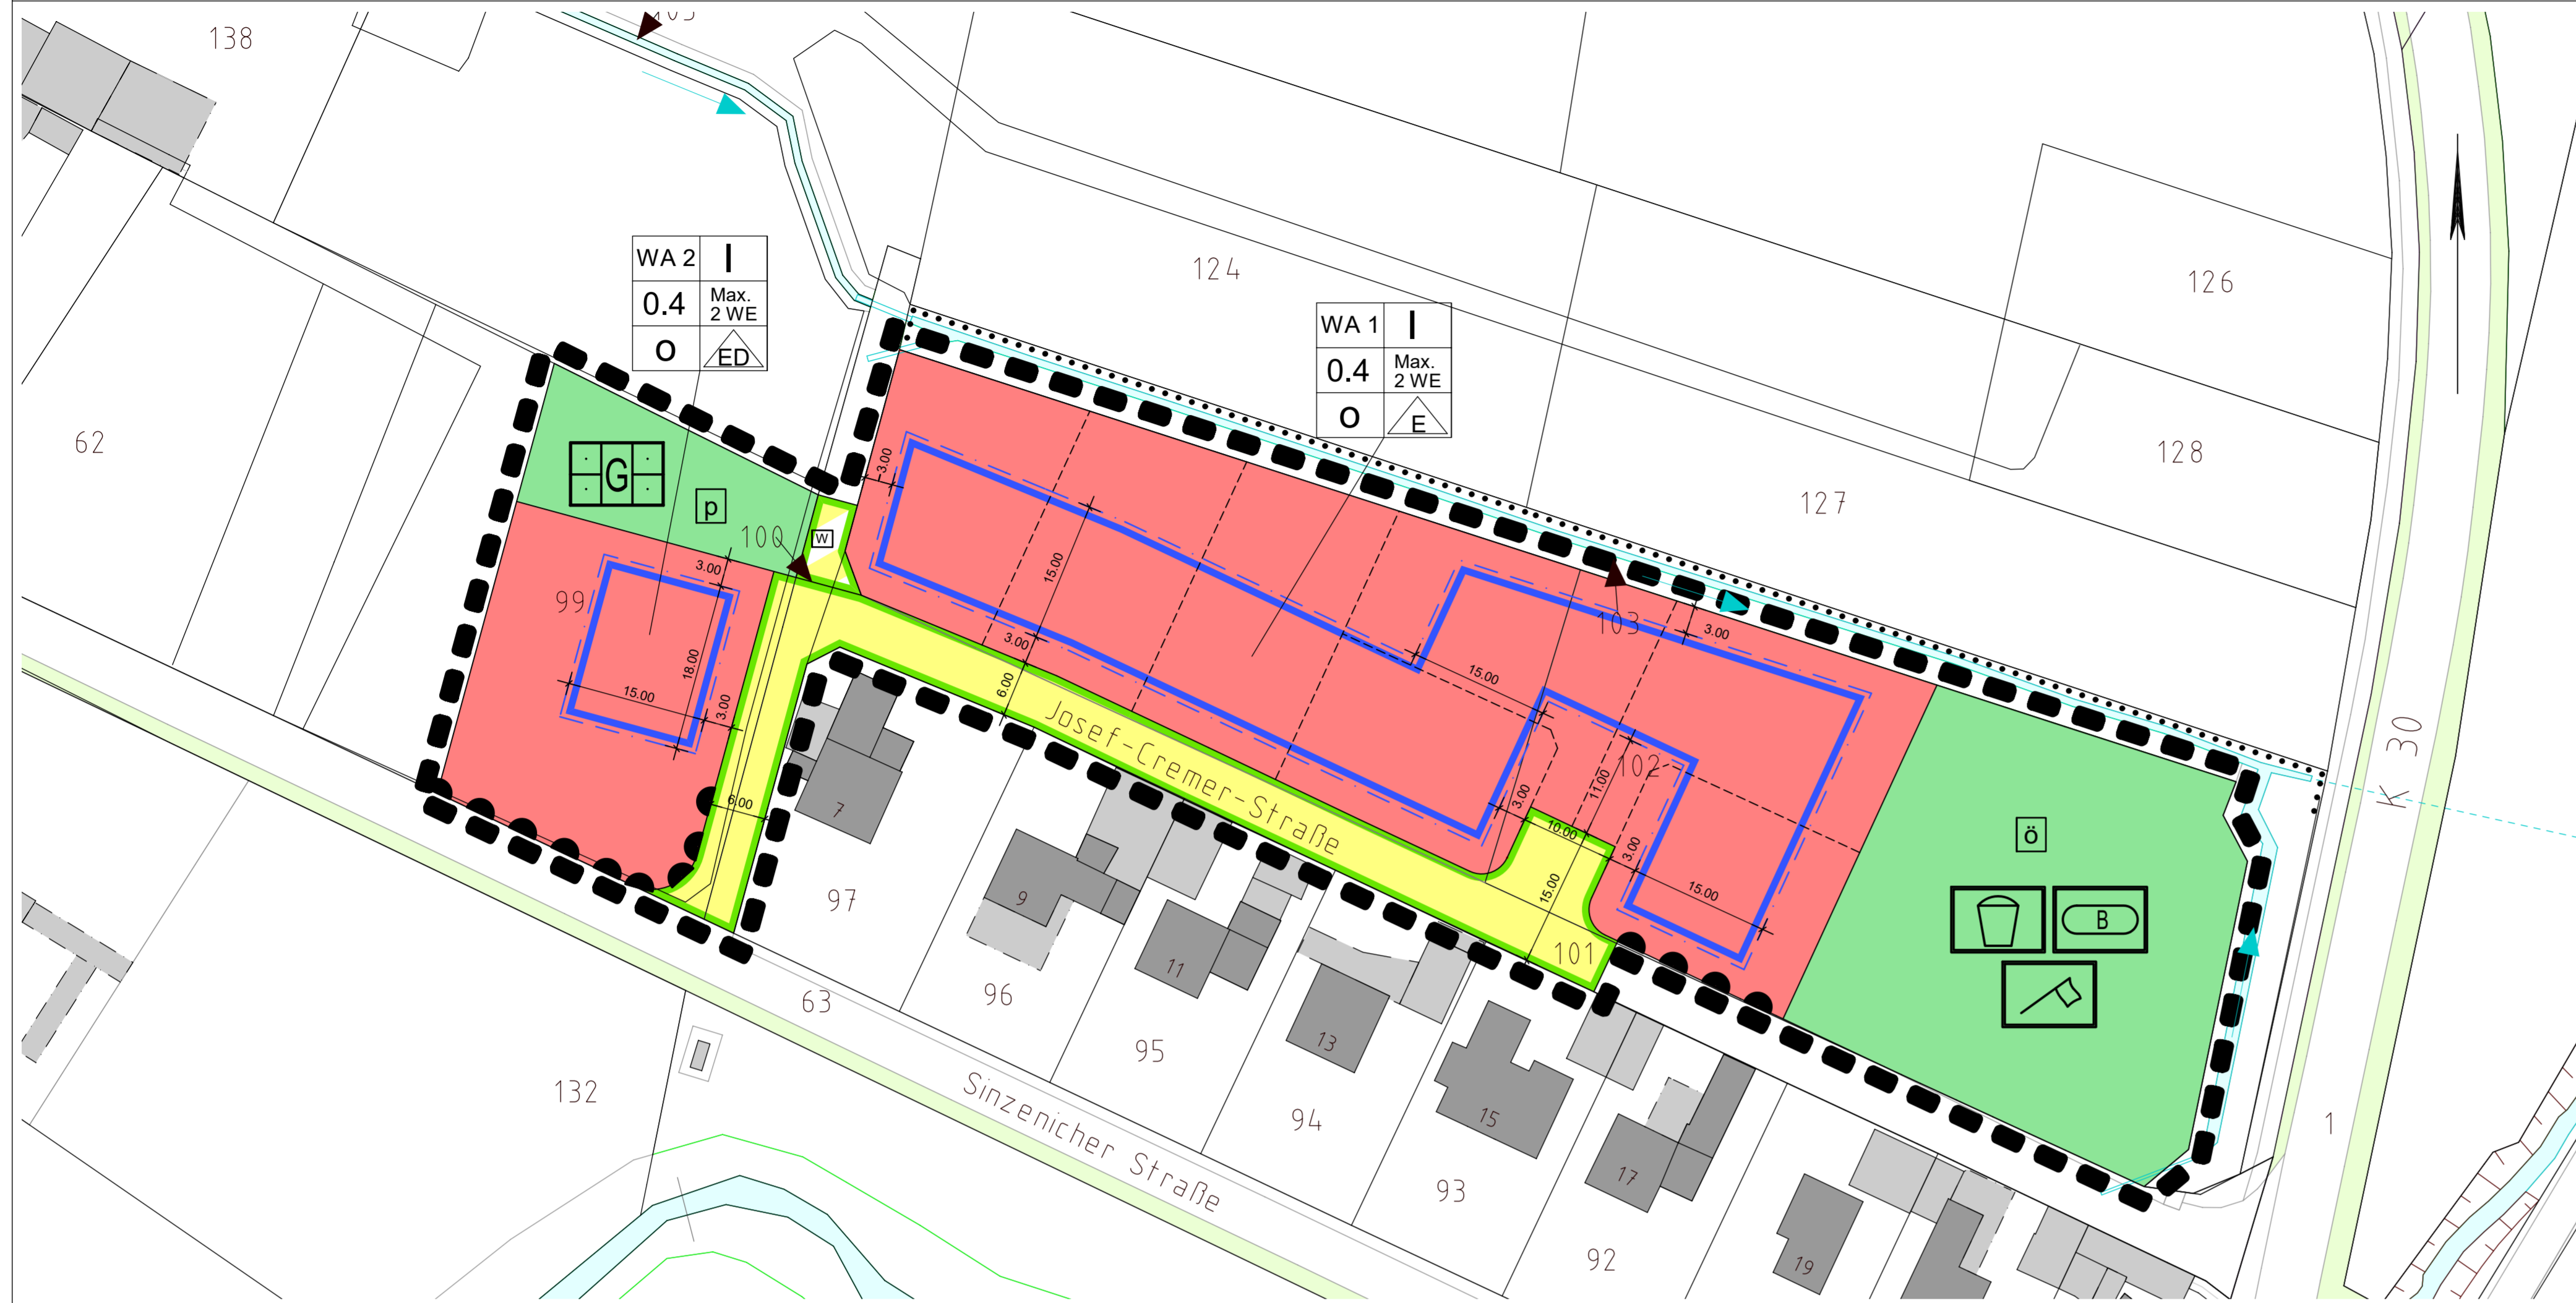 138
103
WA 2 I
0.4 Max.
2 WE
o ED
124
126
WA 1 I
0.4 Max.
2 WE
o E
62
128
127
G
p
3.00
100
w
99
3.00
15.00
103
3.00
18.00
15.00
3.00
3.00
6.00
15.00
Josef-Cremer-Straße
102
11.00
K 30
6.00
7
3.00
10.00
3.00
15.00
15.00
ö
B
97
9
101
11
96
63
13
95
132
Sinzenicher Straße
94
15
1
93
17
92
19